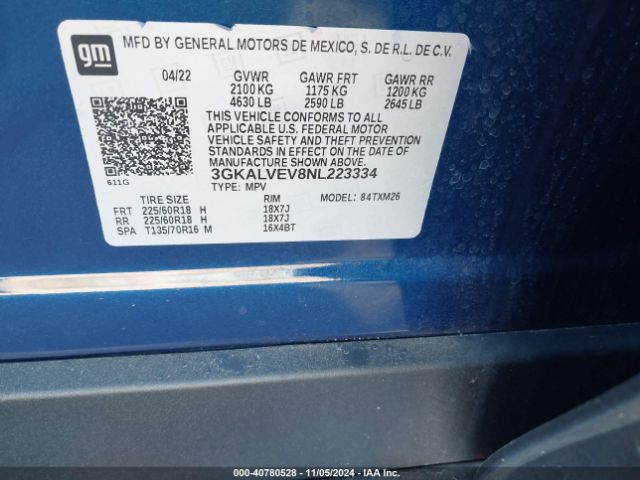 gm
MFD BY GENERAL MOTORS DE MEXICO, S. DE R.L. DE C.V.
04/22 GVWR GAWR FRT GAWR RR
2100 KG 1175 KG 1200 KG
4630 LB 2590 LB 2645 LB
THIS VEHICLE CONFORMS TO ALL
APPLICABLE U.S. FEDERAL MOTOR
VEHICLE SAFETY AND THEFT PREVENTION
STANDARDS IN EFFECT ON THE DATE OF
MANUFACTURE SHOWN ABOVE.
611G
3GKALVEV8NL223334
TYPE: MPV MODEL: 84TXM26
TIRE SIZE RIM
FRT 225/60R18 H 18X7J
RR 225/60R18 H 18X7J
SPA T135/70R16 M 16X4BT
© WWW.IAAI.COM - 40780528 - 11/05/2024 - IAA Inc.